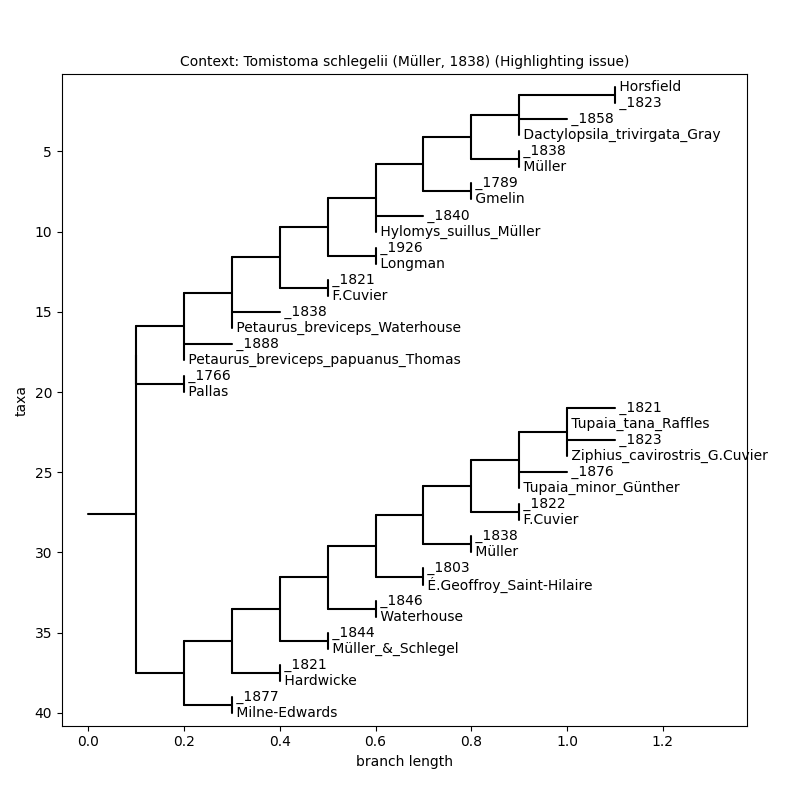 Context: Tomistoma schlegelii (Müller, 1838) (Highlighting issue)
Horsfield
_1823
_1858
Dactylopsila_trivirgata_Gray
_1838
Müller
_1789
Gmelin
_1840
Hylomys_suillus_Müller
_1926
Longman
_1821
F.Cuvier
_1838
Petaurus_breviceps_Waterhouse
_1888
Petaurus_breviceps_papuanus_Thomas
_1766
Pallas
_1821
Tupaia_tana_Raffles
_1823
Ziphius_cavirostris_G.Cuvier
_1876
Tupaia_minor_Günther
_1822
F.Cuvier
_1838
Müller
_1803
É.Geoffroy_Saint-Hilaire
_1846
Waterhouse
_1844
Müller_&_Schlegel
_1821
Hardwicke
_1877
Milne-Edwards
taxa
5
10
15
20
25
30
35
40
0.0 0.2 0.4 0.6 0.8 1.0 1.2
branch length